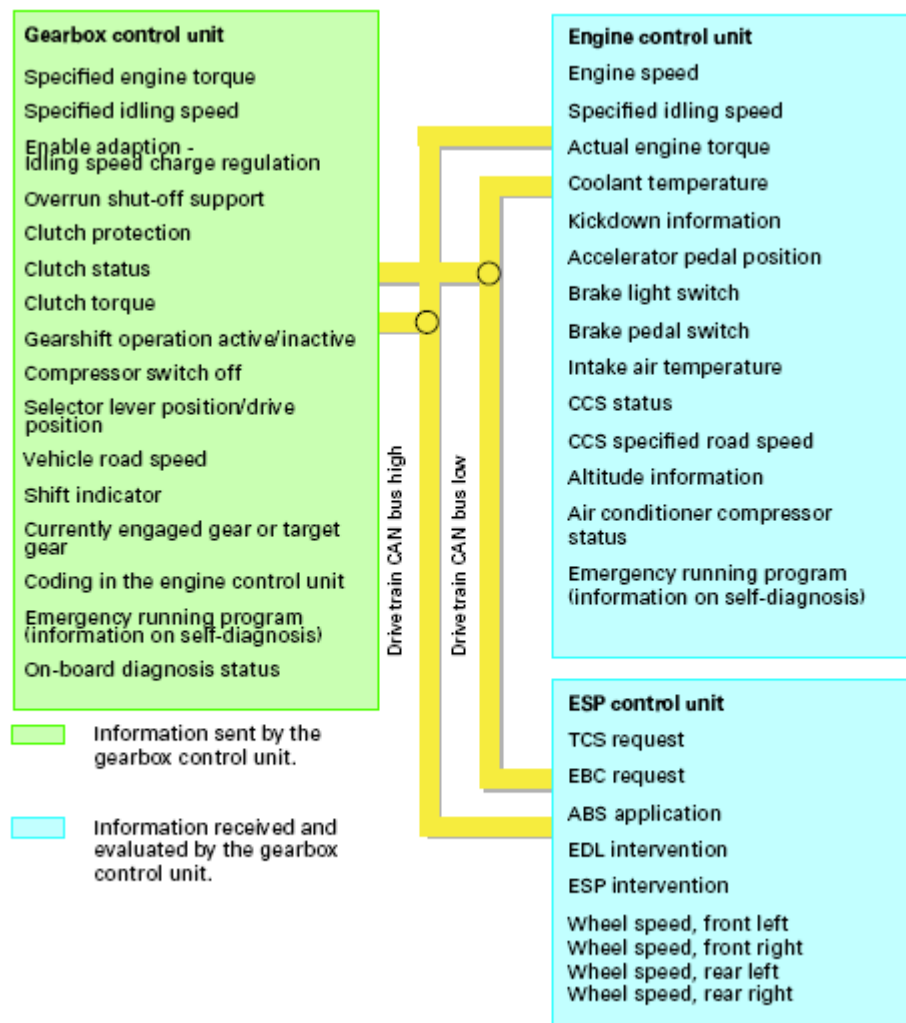 Gearbox control unit
Specified engine torque
Specified idling speed
Enable adaption -
Idling speed charge regulation
Overrun shut-off support
Clutch protection
Clutch status
Clutch torque
Gearshift operation active/inactive
Compressor switch off
Selector lever position/drive
position
Vehicle road speed
Shift indicator
Currently engaged gear or target
gear
Coding in the engine control unit
Emergency running program
(information on self-diagnosis)
On-board diagnosis status
Information sent by the
gearbox control unit.
Information received and
evaluated by the gearbox
control unit.
Drivetrain CAN bus high
Drivetrain CAN bus low
Engine control unit
Engine speed
Specified idling speed
Actual engine torque
Coolant temperature
Kickdown information
Accelerator pedal position
Brake light switch
Brake pedal switch
Intake air temperature
CCS status
CCS specified road speed
Altitude information
Air conditioner compressor
status
Emergency running program
(information on self-diagnosis)
ESP control unit
TCS request
EBC request
ABS application
EDL intervention
ESP intervention
Wheel speed, front left
Wheel speed, front right
Wheel speed, rear left
Wheel speed, rear right